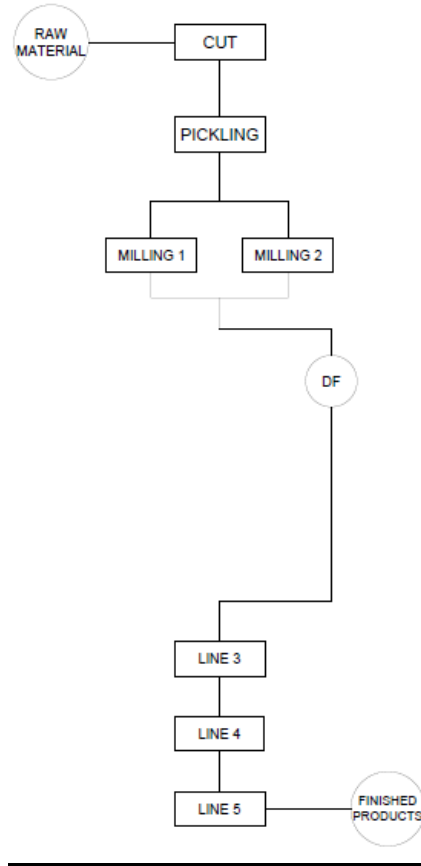 RAW
MATERIAL
CUT
PICKLING
MILLING 1
MILLING 2
DF
LINE 3
LINE 4
LINE 5
FINISHED
PRODUCTS